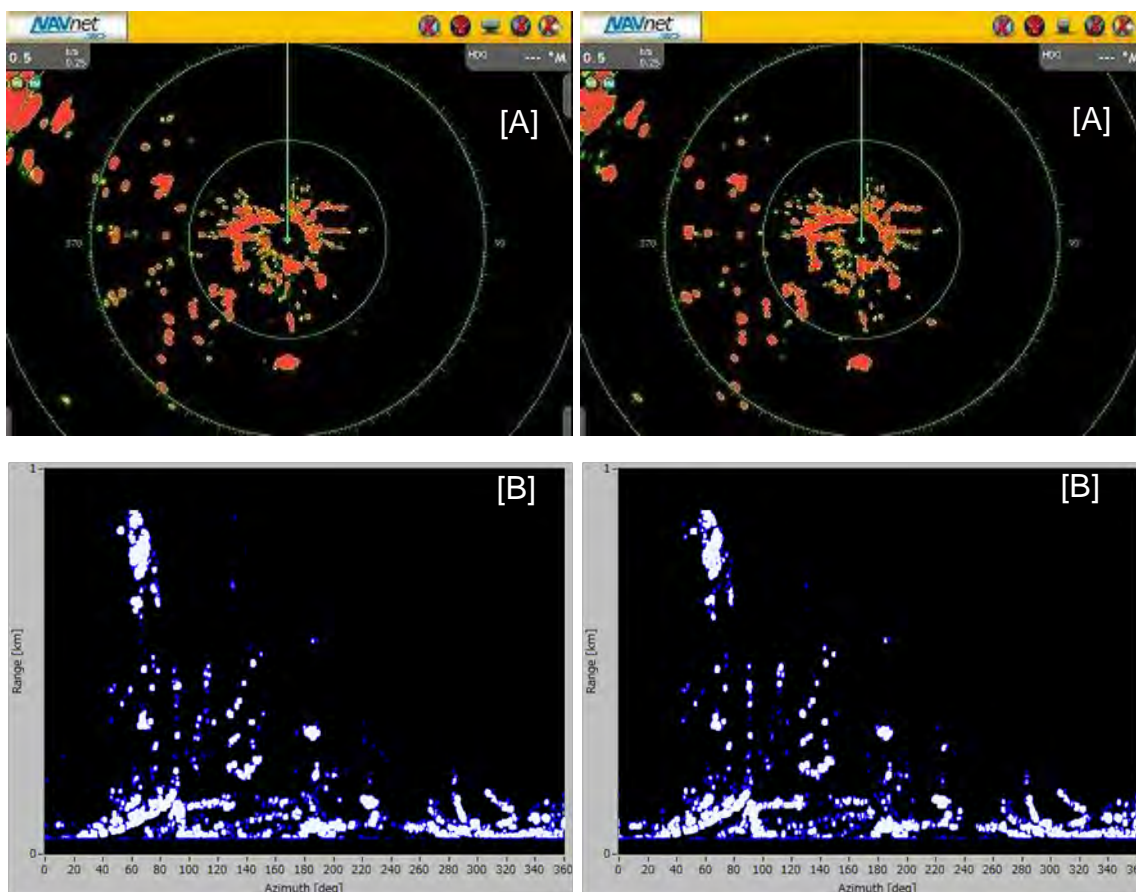 NAVnet
0.5
HDG
--- °M
[A]
270
90
NAVnet
0.5
HDG
--- °M
[A]
270
90
[B]
1
Range [km]
0
0 20 40 60 80 100 120 140 160 180 200 220 240 260 280 300 320 340 360
Azimuth [deg]
[B]
1
Range [km]
0
0 20 40 60 80 100 120 140 160 180 200 220 240 260 280 300 320 340
Azimuth [deg]